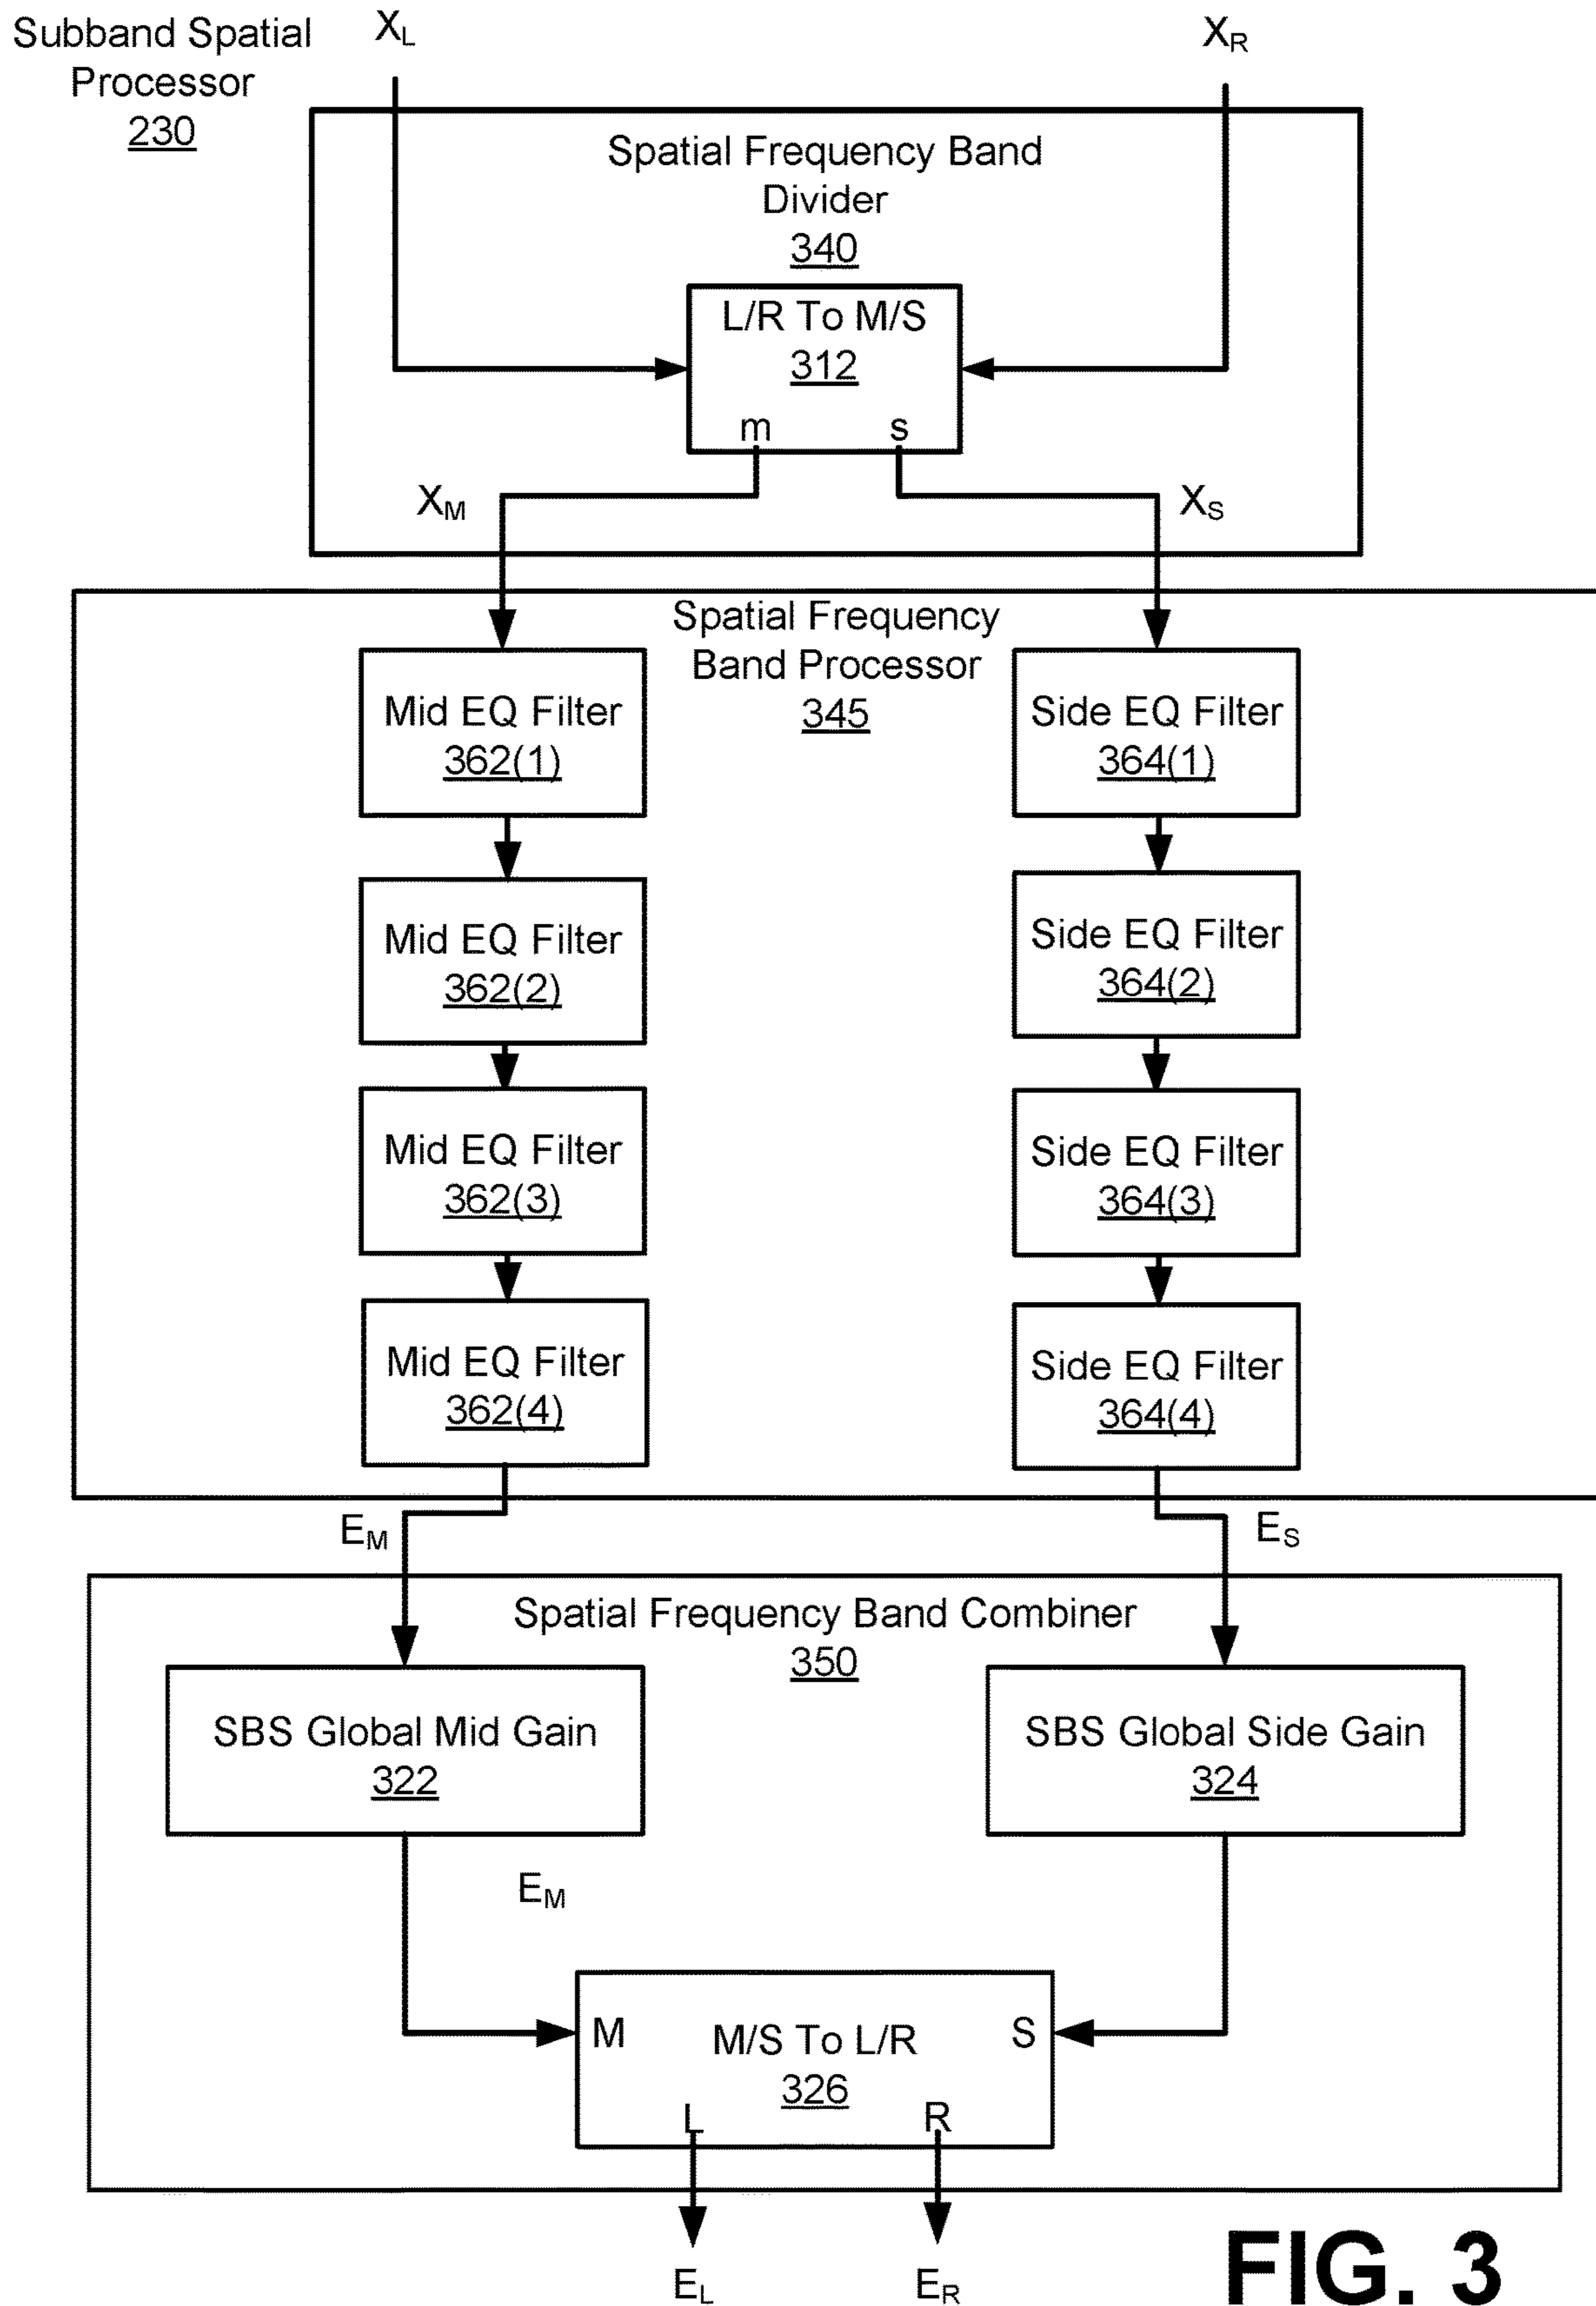 Subband Spatial
Processor
230
XL
XR
Spatial Frequency Band
Divider
340
L/R To M/S
312
m
s
XM
XS
Spatial Frequency
Band Processor
345
Mid EQ Filter
362(1)
Side EQ Filter
364(1)
Mid EQ Filter
362(2)
Side EQ Filter
364(2)
Mid EQ Filter
362(3)
Side EQ Filter
364(3)
Mid EQ Filter
362(4)
Side EQ Filter
364(4)
EM
ES
Spatial Frequency Band Combiner
350
SBS Global Mid Gain
322
SBS Global Side Gain
324
EM
M
M/S To L/R
326
S
L
R
EL
ER
FIG. 3